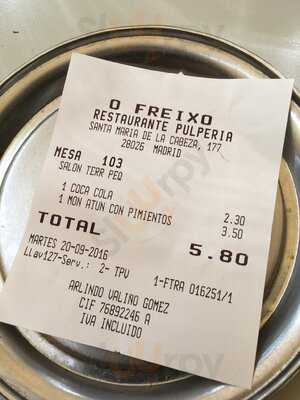 O FREIXO
RESTAURANTE PULPERIA
SANTA MARIA DE LA CABEZA, 177
28026 MADRID
MESA 103
SALON TERR PEQ
1 COCA COLA 2.30
1 MON ATUN CON PIMIENTOS 3.50
TOTAL 5.80
MARTES 20-09-2016 1-FTRA 016251/1
Llav127-Serv.: 2- TPV
ARLINDO VALINO GOMEZ
CIF 76892246 A
IVA INCLUIDO